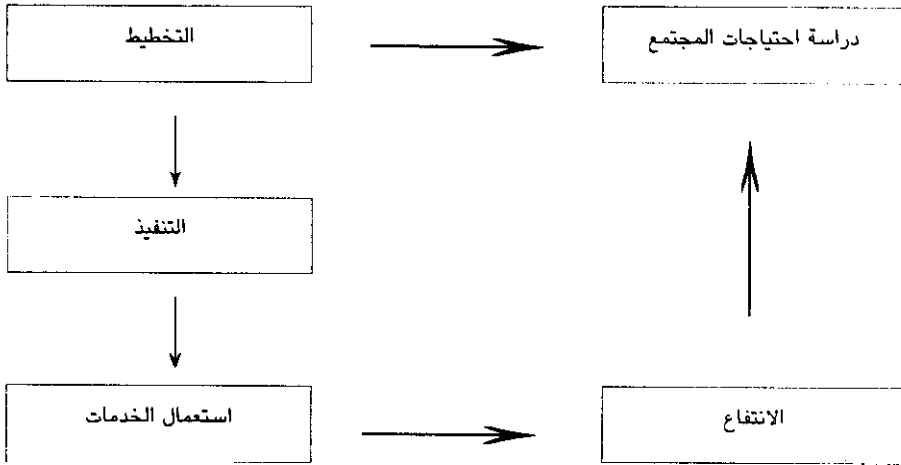 دراسة احتياجات المجتمع
التخطيط
التنفيذ
الانتفاع
استعمال الخدمات